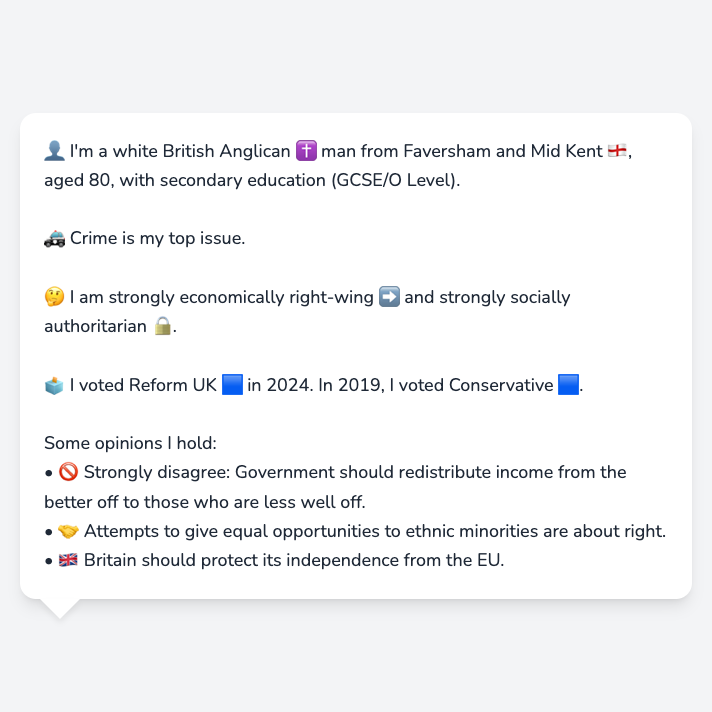 👤 I'm a white British Anglican ✝️ man from Faversham and Mid Kent 🏴󠁧󠁢󠁥󠁮󠁧󠁿,
aged 80, with secondary education (GCSE/O Level).
🚓 Crime is my top issue.
🤔 I am strongly economically right-wing ➡️ and strongly socially
authoritarian 🔒.
🗳️ I voted Reform UK 🟦 in 2024. In 2019, I voted Conservative 🟦.
Some opinions I hold:
• 🚫 Strongly disagree: Government should redistribute income from the
better off to those who are less well off.
• 🤝 Attempts to give equal opportunities to ethnic minorities are about right.
• 🇬🇧 Britain should protect its independence from the EU.